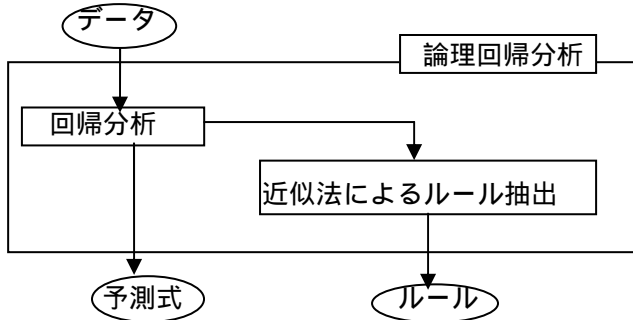 データ
論理回帰分析
回帰分析
近似法によるルール抽出
予測式
ルール